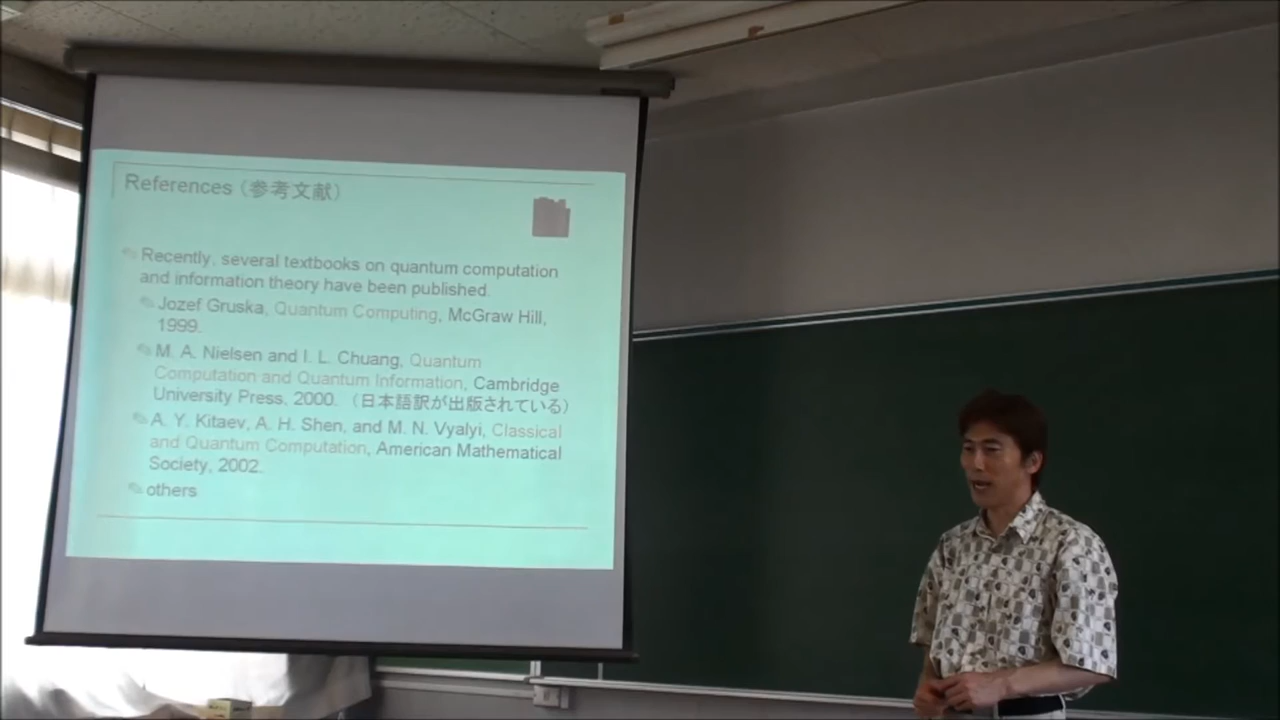 References (参考文献)
Recently, several textbooks on quantum computation
and information theory have been published.
Jozef Gruska, Quantum Computing, McGraw Hill,
1999.
M. A. Nielsen and I. L. Chuang, Quantum
Computation and Quantum Information, Cambridge
University Press, 2000. (日本語訳が出版されている)
A. Y. Kitaev, A. H. Shen, and M. N. Vyalyi, Classical
and Quantum Computation, American Mathematical
Society, 2002.
others